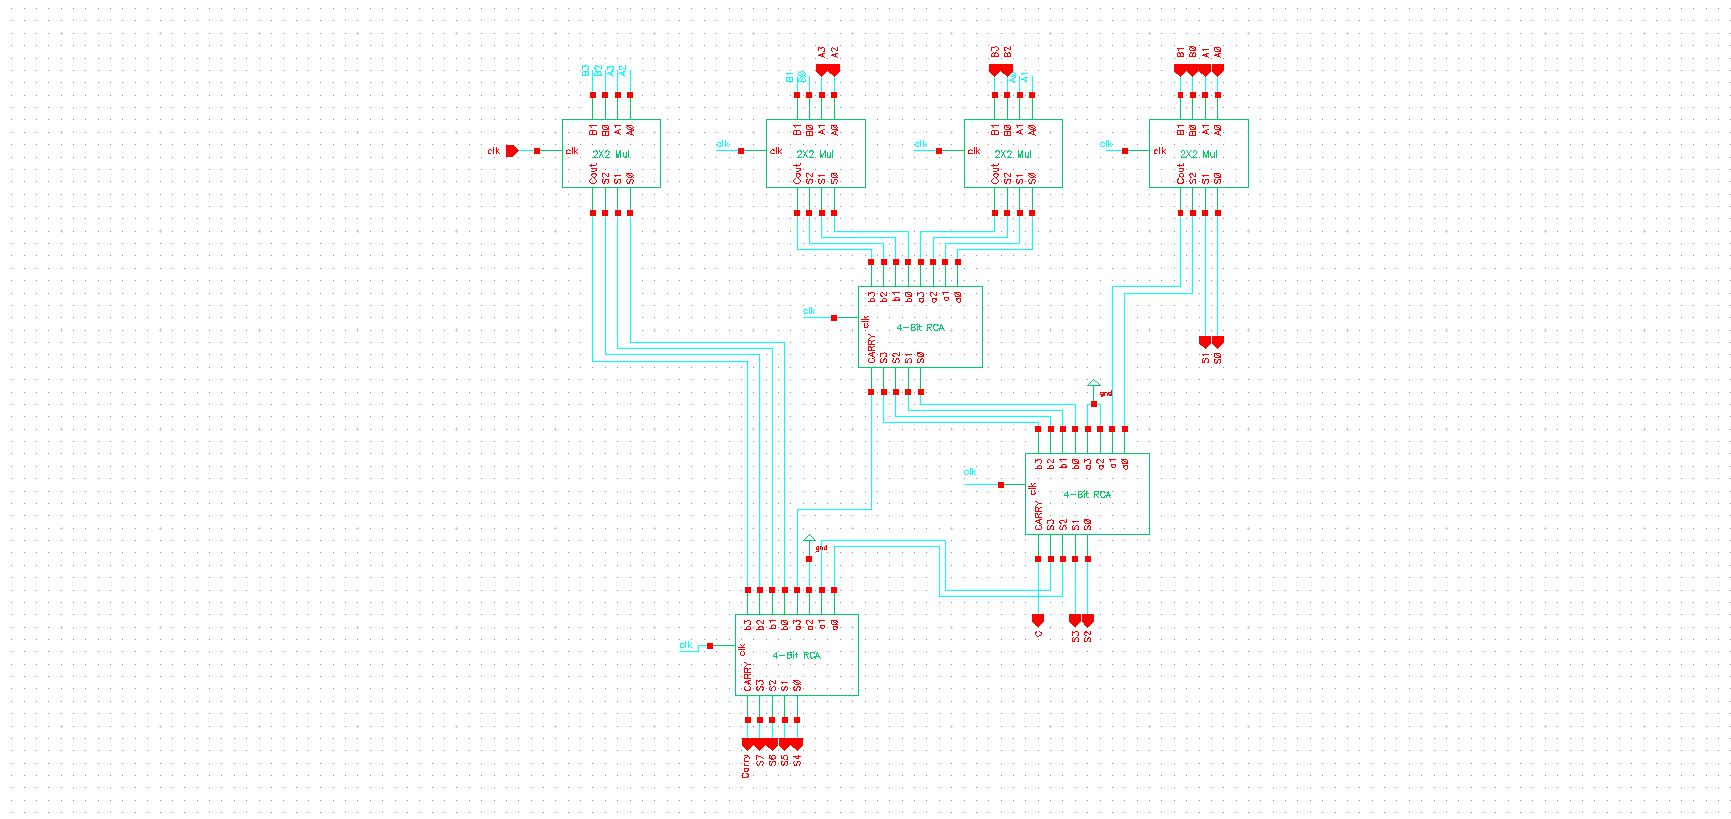 A3 A2
B3 B2
B1 B0 A1 A0
B3 B2 A3 A2
B1 B0
A1
B1 B0 A1 A0
B1 B0 A1 A0
B1 B0 A1 A0
B1 B0 A1 A0
clk clk
clk clk
clk clk
clk clk
2X2 Mul
2X2 Mul
2X2 Mul
2X2 Mul
Cout S2 S1 S0
Cout S2 S1 S0
Cout S2 S1 S0
Cout S2 S1 S0
b3 b2 b1 b0 a3 a2 a1 a0
clk clk
4-Bit RCA
CARRY S3 S2 S1 S0
S1 S0
gnd
b3 b2 b1 b0 a3 a2 a1 a0
clk clk
4-Bit RCA
CARRY S3 S2 S1 S0
gnd
C S3 S2
b3 b2 b1 b0 a3 a2 a1 a0
clk clk
4-Bit RCA
CARRY S3 S2 S1 S0
Carry S7 S6 S5 S4